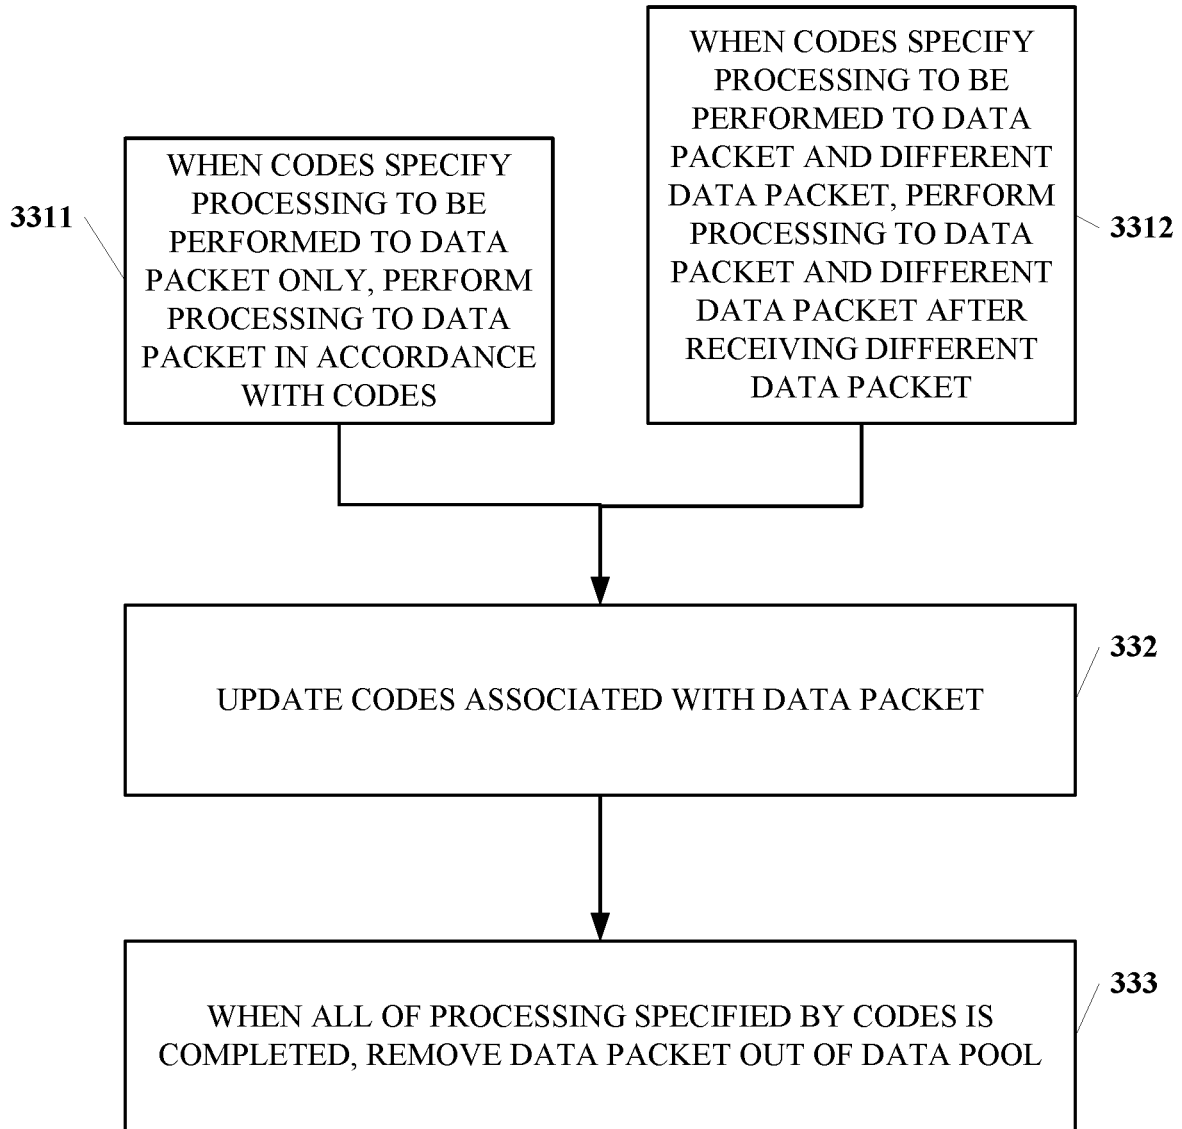 3311
WHEN CODES SPECIFY
PROCESSING TO BE
PERFORMED TO DATA
PACKET ONLY, PERFORM
PROCESSING TO DATA
PACKET IN ACCORDANCE
WITH CODES
WHEN CODES SPECIFY
PROCESSING TO BE
PERFORMED TO DATA
PACKET AND DIFFERENT
DATA PACKET, PERFORM
PROCESSING TO DATA
PACKET AND DIFFERENT
DATA PACKET AFTER
RECEIVING DIFFERENT
DATA PACKET
3312
UPDATE CODES ASSOCIATED WITH DATA PACKET
332
WHEN ALL OF PROCESSING SPECIFIED BY CODES IS
COMPLETED, REMOVE DATA PACKET OUT OF DATA POOL
333